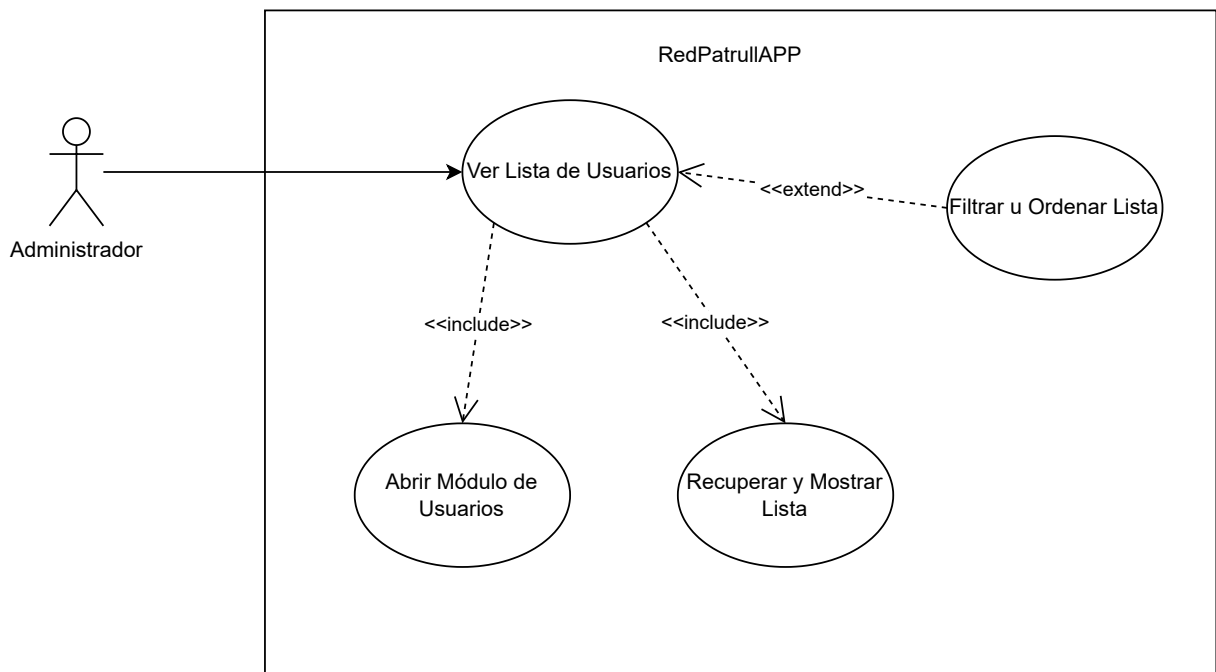 RedPatrullAPP
Ver Lista de Usuarios
<<extend>>
Filtrar u Ordenar Lista
Administrador
<<include>>
<<include>>
Abrir Módulo de
Usuarios
Recuperar y Mostrar
Lista